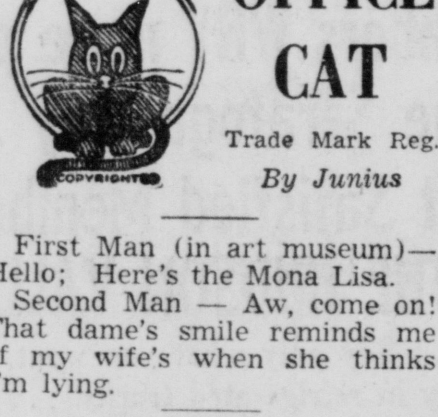 OFFICE
CAT
Trade Mark Reg.
By Junius
COPYRIGHTED
First Man (in art museum)—
Hello; Here's the Mona Lisa.
Second Man — Aw, come on!
That dame's smile reminds me
of my wife's when she thinks
I'm lying.